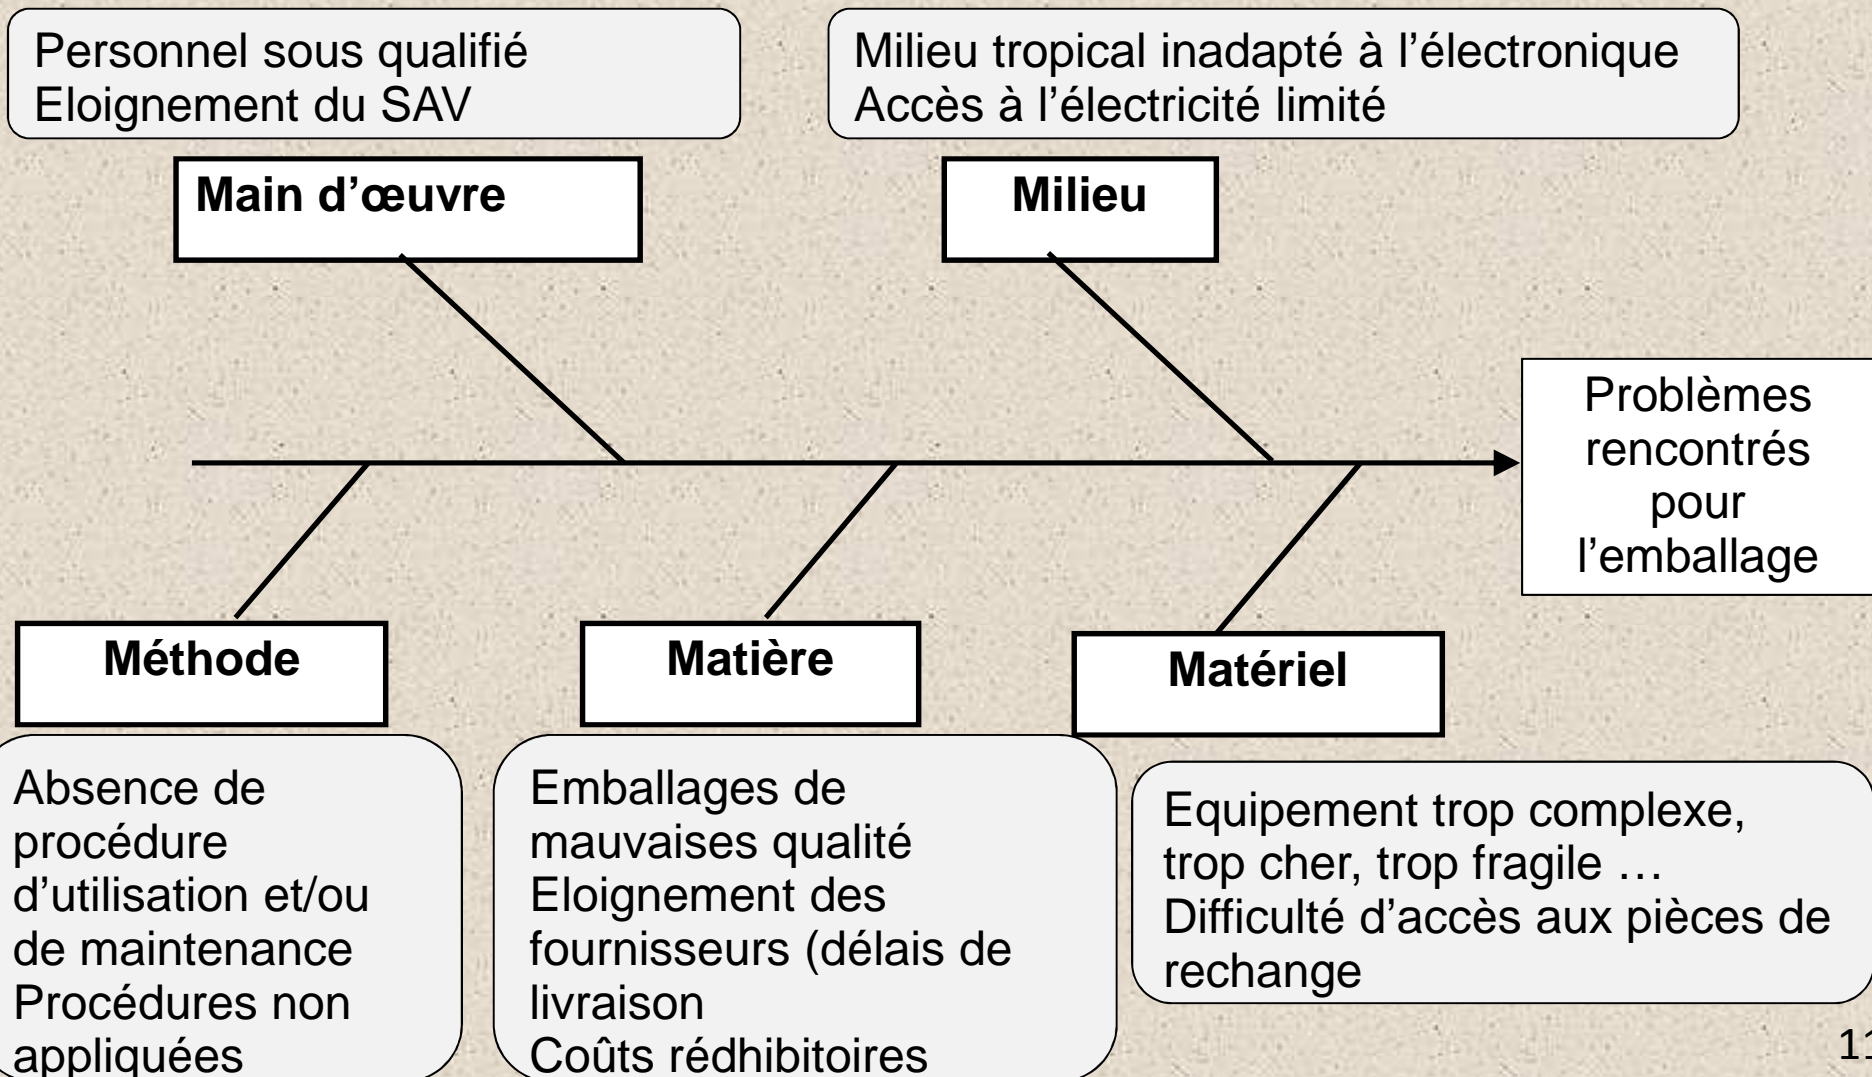 Personnel sous qualifié
Eloignement du SAV
Milieu tropical inadapté à l’électronique
Accès à l’électricité limité
Main d’œuvre
Milieu
Problèmes
rencontrés
pour
l’emballage
Méthode
Matière
Matériel
Absence de
procédure
d’utilisation et/ou
de maintenance
Procédures non
appliquées
Emballages de
mauvaises qualité
Eloignement des
fournisseurs (délais de
livraison
Coûts rédhibitoires
Equipement trop complexe,
trop cher, trop fragile …
Difficulté d’accès aux pièces de
rechange
11